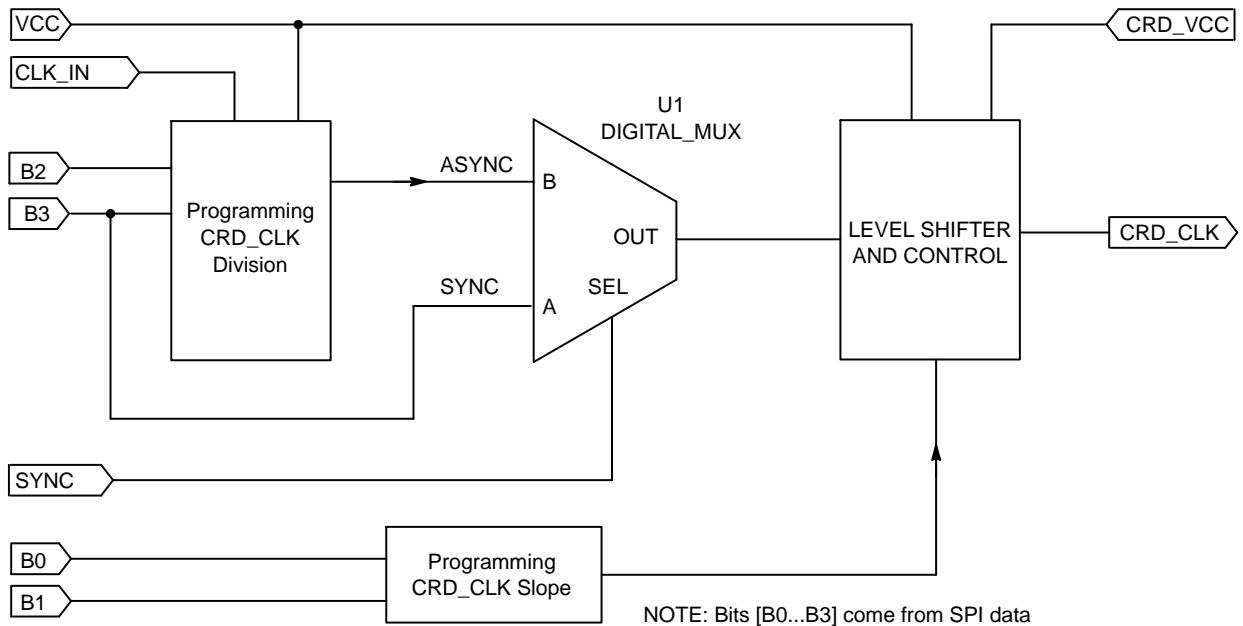 VCC
CRD_VCC
CLK_IN
U1
DIGITAL_MUX
B2
B3
Programming
CRD_CLK
Division
ASYNC
B
OUT
SYNC
A
SEL
LEVEL SHIFTER
AND CONTROL
CRD_CLK
SYNC
B0
B1
Programming
CRD_CLK Slope
NOTE: Bits [B0...B3] come from SPI data